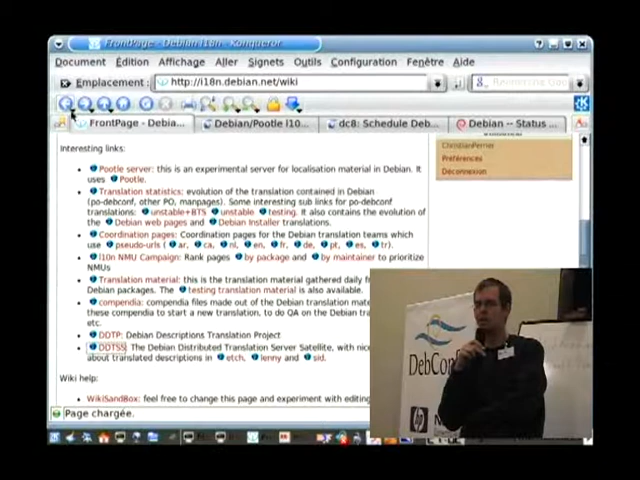 FrontPage - Debian I18n - Konqueror
Document Édition Affichage Aller Signets Outils Configuration Fenêtre Aide
Emplacement : http://i18n.debian.net/wiki
FrontPage - Debia... Debian/Pootle l10... dc8: Schedule Deb... Debian -- Status ...
Interesting links:
ChristianPerrier
Préférences
Déconnexion
Pootle server: this is an experimental server for localisation material in Debian. It
uses Pootle.
Translation statistics: evolution of the translation contained in Debian
(po-debconf, other PO, manpages). Some interesting sub links for po-debconf
translations: unstable+BTS unstable testing. It also contains the evolution of
the Debian web pages and Debian Installer translations.
Coordination pages: Coordination pages for the Debian translation teams which
use pseudo-urls ( ar, ca, nl, en, fr, de, pt, es, tr).
l10n NMU Campaign: Rank pages by package and by maintainer to prioritize
NMUs
Translation material: this is the translation material gathered daily
Debian packages. The testing translation material is also available.
compendia: compendia files made out of the Debian translation
these compendia to start a new translation, to do QA on the Debian
etc.
DDTP: Debian Descriptions Translation Project
DDTSS: The Debian Distributed Translation Server Satellite, with
about translated descriptions in etch, lenny and sid.
Wiki help:
WikiSandBox: feel free to change this page and experiment with editing
Page chargée.
DebConf
hp